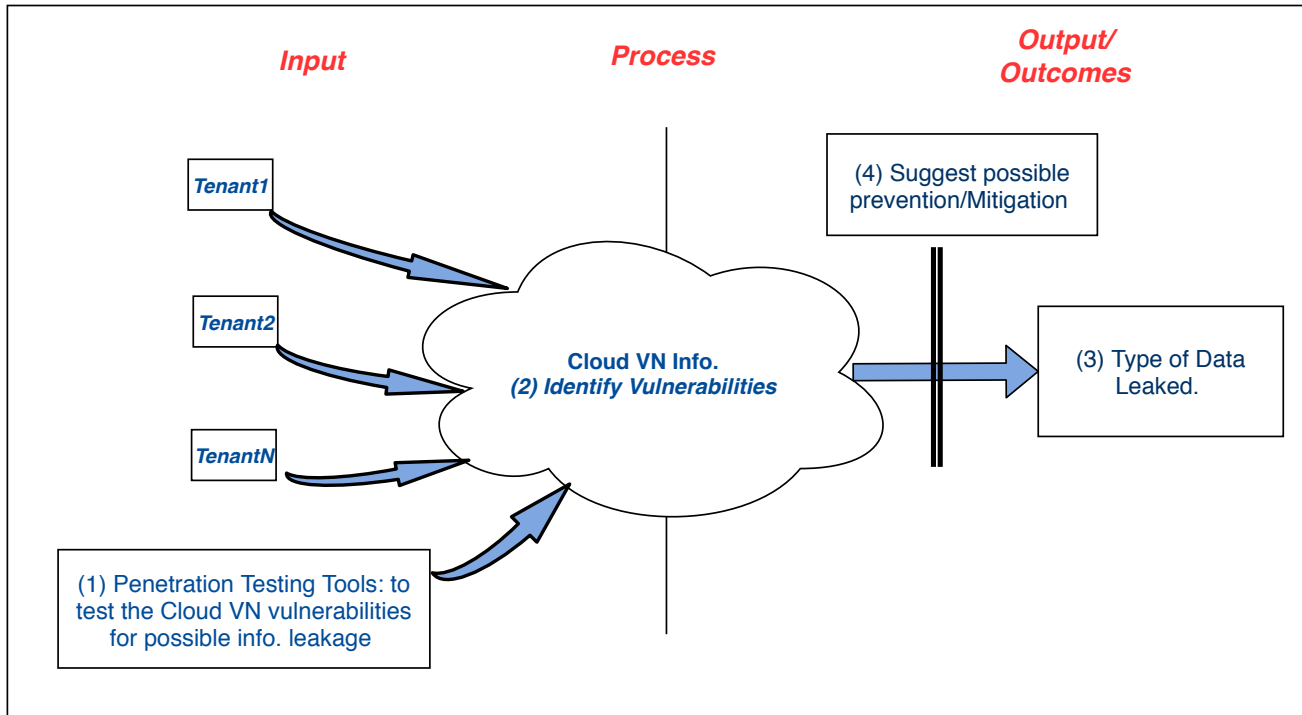 Input
Process
Output/
Outcomes
Tenant1
Tenant2
TenantN
(1) Penetration Testing Tools: to
test the Cloud VN vulnerabilities
for possible info. leakage
Cloud VN Info.
(2) Identify Vulnerabilities
(4) Suggest possible
prevention/Mitigation
(3) Type of Data
Leaked.